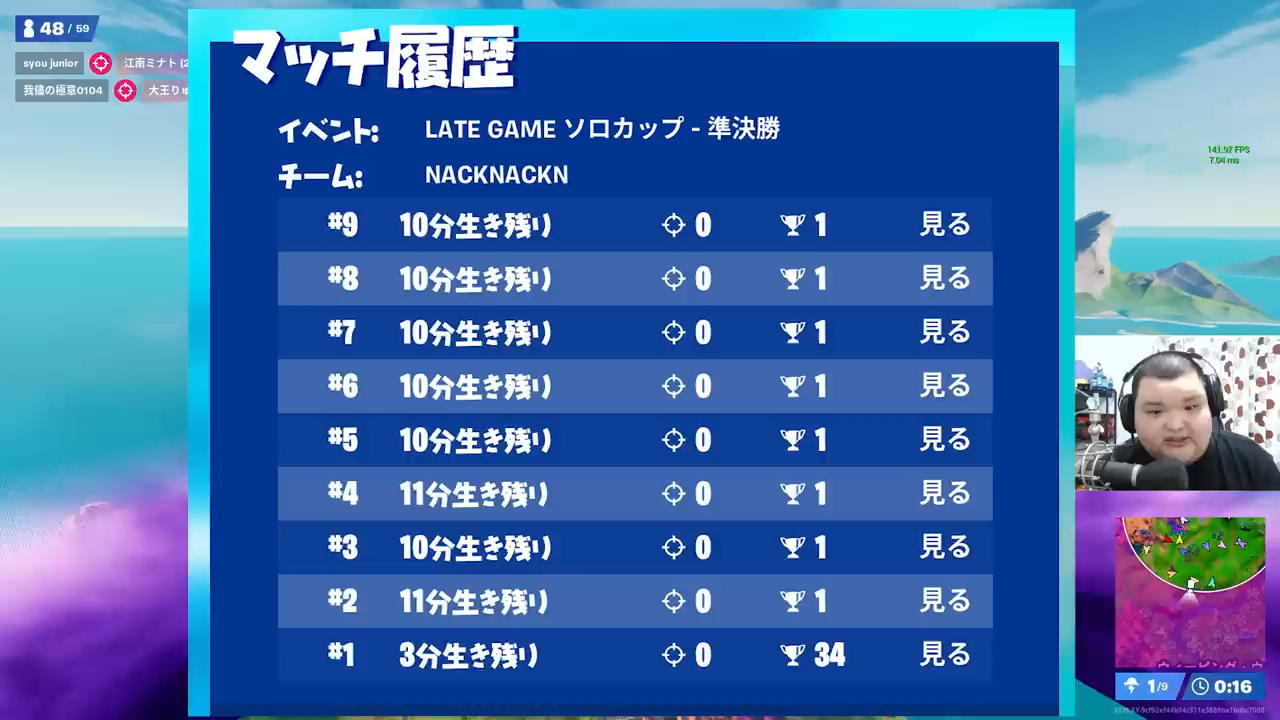 48 / 59
syou junior 江南ミナト (2
我儘の極意0104 大王りゅ
マッチ履歴
イベント: LATE GAME ソロカップ - 準決勝
チーム: NACKNACKN
#9 10分生き残り 0 1 見る
#8 10分生き残り 0 1 見る
#7 10分生き残り 0 1 見る
#6 10分生き残り 0 1 見る
#5 10分生き残り 0 1 見る
#4 11分生き残り 0 1 見る
#3 10分生き残り 0 1 見る
#2 11分生き残り 0 1 見る
#1 3分生き残り 0 34 見る
7.04 ms
1/9 0:16